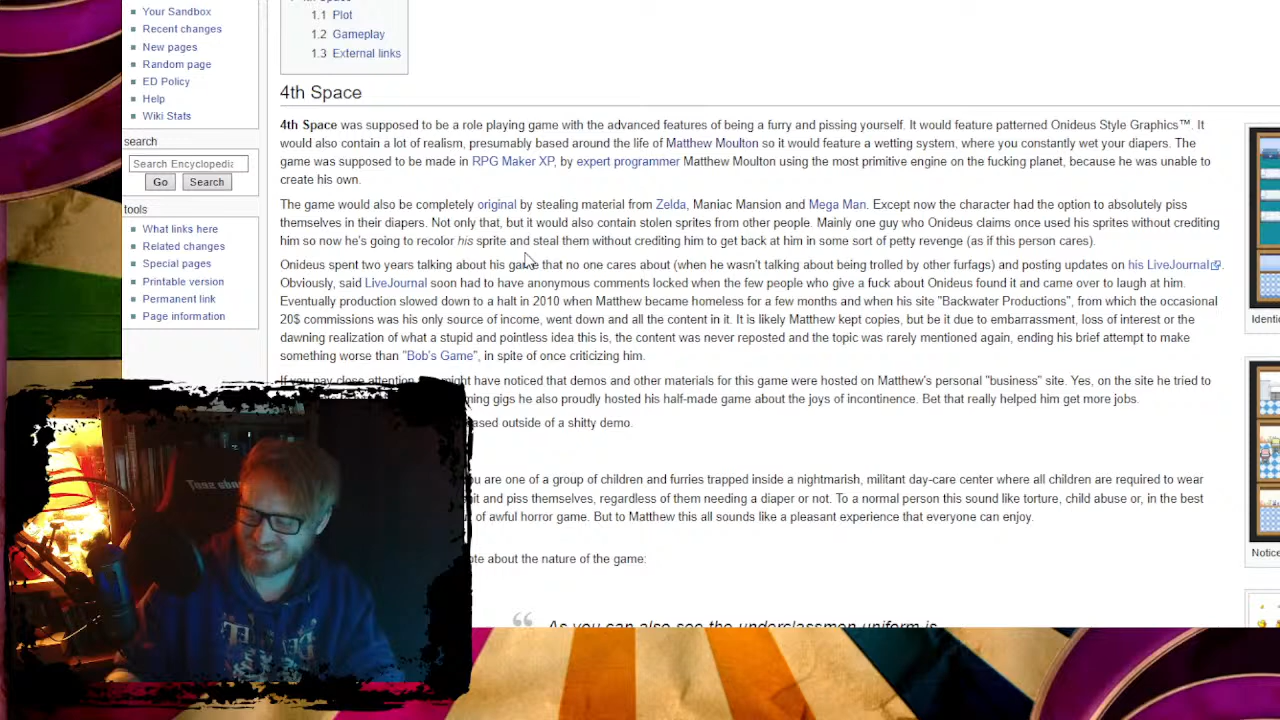 Your Sandbox
Recent changes
New pages
Random page
ED Policy
Help
Wiki Stats
search
Search Encyclopedia
Go
Search
tools
What links here
Related changes
Special pages
Printable version
Permanent link
Page information
1.1 Plot
1.2 Gameplay
1.3 External links
4th Space
4th Space was supposed to be a role playing game with the advanced features of being a furry and pissing yourself. It would feature patterned Onideus Style Graphics™. It
would also contain a lot of realism, presumably based around the life of Matthew Moulton so it would feature a wetting system, where you constantly wet your diapers. The
game was supposed to be made in RPG Maker XP, by expert programmer Matthew Moulton using the most primitive engine on the fucking planet, because he was unable to
create his own.
The game would also be completely original by stealing material from Zelda, Maniac Mansion and Mega Man. Except now the character had the option to absolutely piss
themselves in their diapers. Not only that, but it would also contain stolen sprites from other people. Mainly one guy who Onideus claims once used his sprites without crediting
him so now he's going to recolor his sprite and steal them without crediting him to get back at him in some sort of petty revenge (as if this person cares).
Onideus spent two years talking about his game that no one cares about (when he wasn't talking about being trolled by other furfags) and posting updates on his LiveJournal.
Obviously, said LiveJournal soon had to have anonymous comments locked when the few people who give a fuck about Onideus found it and came over to laugh at him.
Eventually production slowed down to a halt in 2010 when Matthew became homeless for a few months and when his site "Backwater Productions", from which the occasional
20$ commissions was his only source of income, went down and all the content in it. It is likely Matthew kept copies, but be it due to embarrassment, loss of interest or the
dawning realization of what a stupid and pointless idea this is, the content was never reposted and the topic was rarely mentioned again, ending his brief attempt to make
something worse than "Bob's Game", in spite of once criticizing him.
If you pay close attention might have noticed that demos and other materials for this game were hosted on Matthew's personal "business" site. Yes, on the site he tried to
ming gigs he also proudly hosted his half-made game about the joys of incontinence. Bet that really helped him get more jobs.
ased outside of a shitty demo.
ou are one of a group of children and furries trapped inside a nightmarish, militant day-care center where all children are required to wear
it and piss themselves, regardless of them needing a diaper or not. To a normal person this sound like torture, child abuse or, in the best
of awful horror game. But to Matthew this all sounds like a pleasant experience that everyone can enjoy.
ote about the nature of the game:
As you can also see the underclassmen uniform is
Identic
Notice